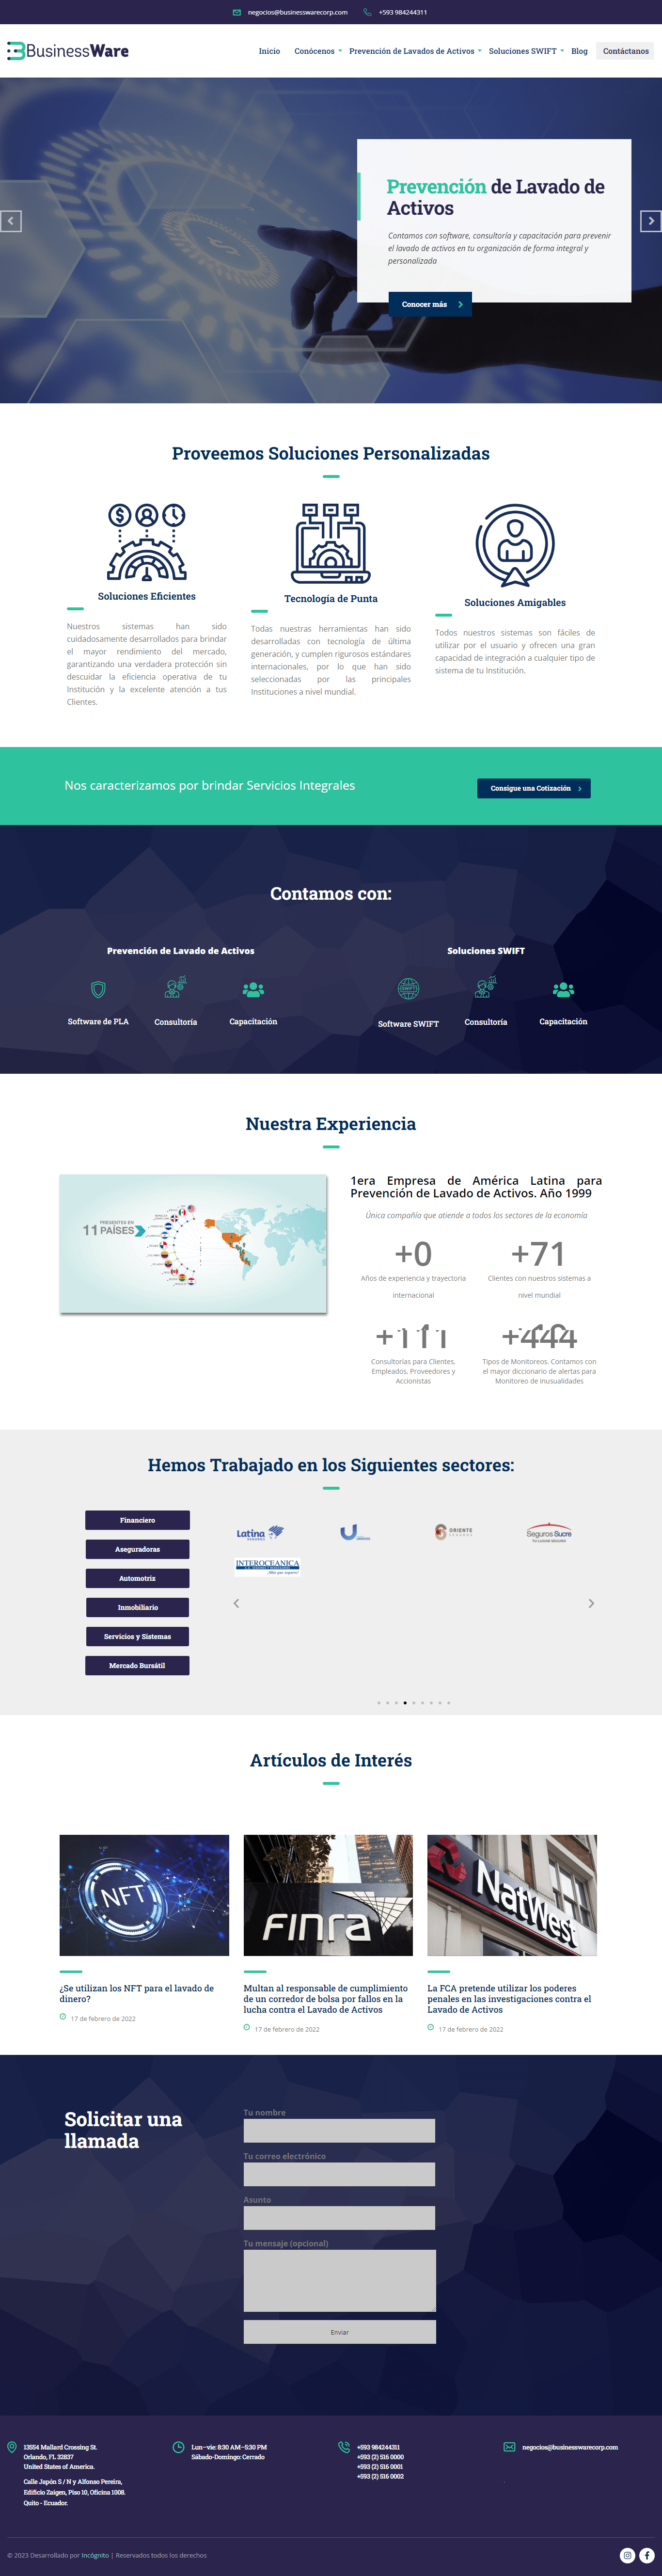 negocios@businesswarecorp.com
+593 984244311
BusinessWare
Inicio
Conócenos
Prevención de Lavados de Activos
Soluciones SWIFT
Blog
Contáctanos
Prevención de Lavado de
Activos
Contamos con software, consultoría y capacitación para prevenir
el lavado de activos en tu organización de forma integral y
personalizada
Conocer más
Proveemos Soluciones Personalizadas
Soluciones Eficientes
Nuestros sistemas han sido
cuidadosamente desarrollados para brindar
el mayor rendimiento del mercado,
garantizando una verdadera protección sin
descuidar la eficiencia operativa de tu
Institución y la excelente atención a tus
Clientes.
Tecnología de Punta
Todas nuestras herramientas han sido
desarrolladas con tecnología de última
generación, y cumplen rigurosos estándares
internacionales, por lo que han sido
seleccionadas por las principales
Instituciones a nivel mundial.
Soluciones Amigables
Todos nuestros sistemas son fáciles de
utilizar por el usuario y ofrecen una gran
capacidad de integración a cualquier tipo de
sistema de tu Institución.
Nos caracterizamos por brindar Servicios Integrales
Consigue una Cotización
Contamos con:
Prevención de Lavado de Activos
Software de PLA
Consultoría
Capacitación
Soluciones SWIFT
SWIFT
Software SWIFT
Consultoría
Capacitación
Nuestra Experiencia
PRESENTES EN
11 PAÍSES
1era Empresa de América Latina para
Prevención de Lavado de Activos. Año 1999
Única compañía que atiende a todos los sectores de la economía
+0
Años de experiencia y trayectoria
internacional
+71
Clientes con nuestros sistemas a
nivel mundial
Consultorías para Clientes,
Empleados, Proveedores y
Accionistas
Tipos de Monitoreos. Contamos con
el mayor diccionario de alertas para
Monitoreo de inusualidades
Hemos Trabajado en los Siguientes sectores:
Financiero
Aseguradoras
Automotriz
Inmobiliario
Servicios y Sistemas
Mercado Bursátil
Latina
SEGUROS
ORIENTE
SEGUROS
Seguros Sucre
TU LUGAR SEGURO
INTEROCEANICA
¡Mas que seguros!
Artículos de Interés
NFT
¿Se utilizan los NFT para el lavado de
dinero?
17 de febrero de 2022
Finra
Multan al responsable de cumplimiento
de un corredor de bolsa por fallos en la
lucha contra el Lavado de Activos
17 de febrero de 2022
NatWest
La FCA pretende utilizar los poderes
penales en las investigaciones contra el
Lavado de Activos
17 de febrero de 2022
Solicitar una
llamada
Tu nombre
Tu correo electrónico
Asunto
Tu mensaje (opcional)
Enviar
13554 Mallard Crossing St.
Orlando, FL 32837
United States of America.
Calle Japón S / N y Alfonso Pereira,
Edificio Zaigen, Piso 10, Oficina 1008.
Quito - Ecuador.
Lun—vie: 8:30 AM–5:30 PM
Sábado-Domingo: Cerrado
+593 984244311
+593 (2) 516 0000
+593 (2) 516 0001
+593 (2) 516 0002
negocios@businesswarecorp.com
© 2023 Desarrollado por Incógnito | Reservados todos los derechos